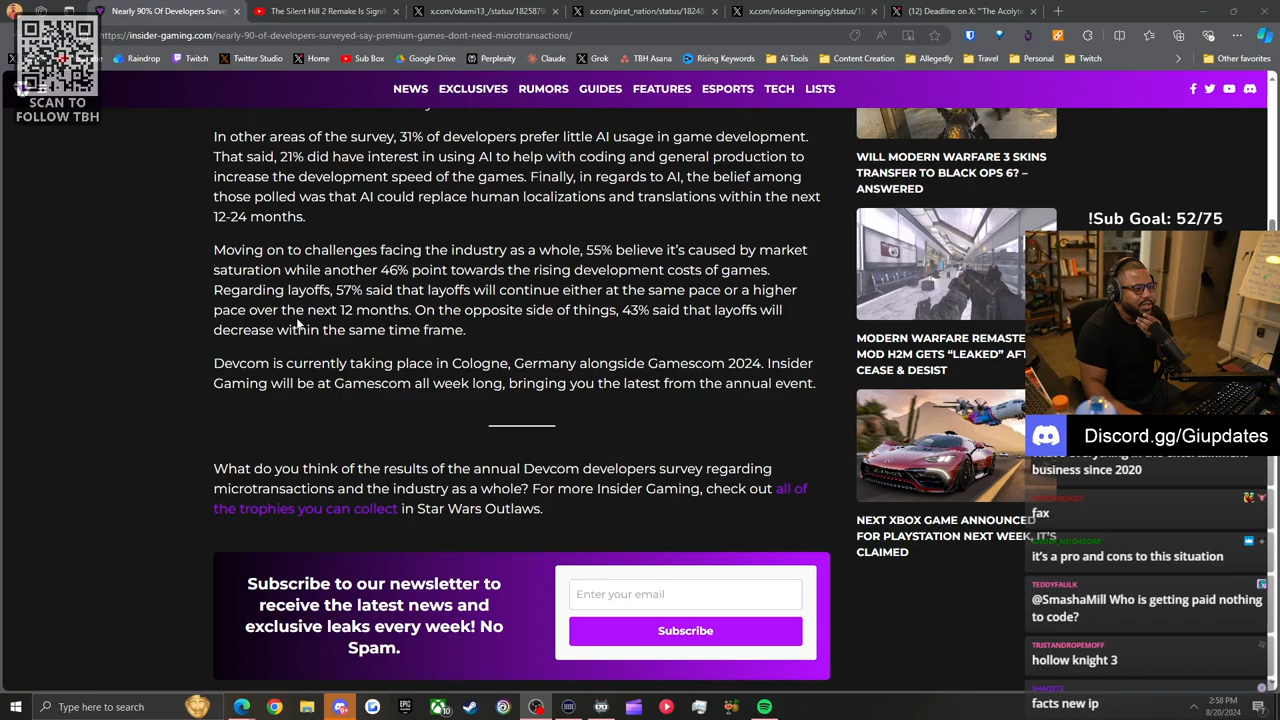 Nearly 90% Of Developers Surve
The Silent Hill 2 Remake Is Signif
x.com/okami13_/status/182587
x.com/pirat_nation/status/18248
x.com/insidergamingig/status/18
(12) Deadline on X: "'The Acolyte
https://insider-gaming.com/nearly-90-of-developers-surveyed-say-premium-games-dont-need-microtransactions/
Raindrop
Twitch
Twitter Studio
Home
Sub Box
Google Drive
Perplexity
Claude
Grok
TBH Asana
Rising Keywords
Ai Tools
Content Creation
Allegedly
Travel
Personal
Twitch
Other favorites
SCAN TO
FOLLOW TBH
NEWS EXCLUSIVES RUMORS GUIDES FEATURES ESPORTS TECH LISTS
In other areas of the survey, 31% of developers prefer little AI usage in game development.
That said, 21% did have interest in using AI to help with coding and general production to
increase the development speed of the games. Finally, in regards to AI, the belief among
those polled was that AI could replace human localizations and translations within the next
12-24 months.
Moving on to challenges facing the industry as a whole, 55% believe it's caused by market
saturation while another 46% point towards the rising development costs of games.
Regarding layoffs, 57% said that layoffs will continue either at the same pace or a higher
pace over the next 12 months. On the opposite side of things, 43% said that layoffs will
decrease within the same time frame.
Devcom is currently taking place in Cologne, Germany alongside Gamescom 2024. Insider
Gaming will be at Gamescom all week long, bringing you the latest from the annual event.
What do you think of the results of the annual Devcom developers survey regarding
microtransactions and the industry as a whole? For more Insider Gaming, check out all of
the trophies you can collect in Star Wars Outlaws.
Subscribe to our newsletter to
receive the latest news and
exclusive leaks every week! No
Spam.
Enter your email
Subscribe
WILL MODERN WARFARE 3 SKINS
TRANSFER TO BLACK OPS 6? –
ANSWERED
MODERN WARFARE REMASTE
MOD H2M GETS "LEAKED" AFT
CEASE & DESIST
NEXT XBOX GAME ANNOUNCED
FOR PLAYSTATION NEXT WEEK, IT'S
CLAIMED
!Sub Goal: 52/75
Discord.gg/Giupdates
business since 2020
fax
GAMER_NEIGHBORR
it's a pro and cons to this situation
TEDDYFAULK
@SmashaMill Who is getting paid nothing
to code?
TRISTANDROPEMOFF
hollow knight 3
facts new ip
Type here to search
2:58 PM
8/20/2024